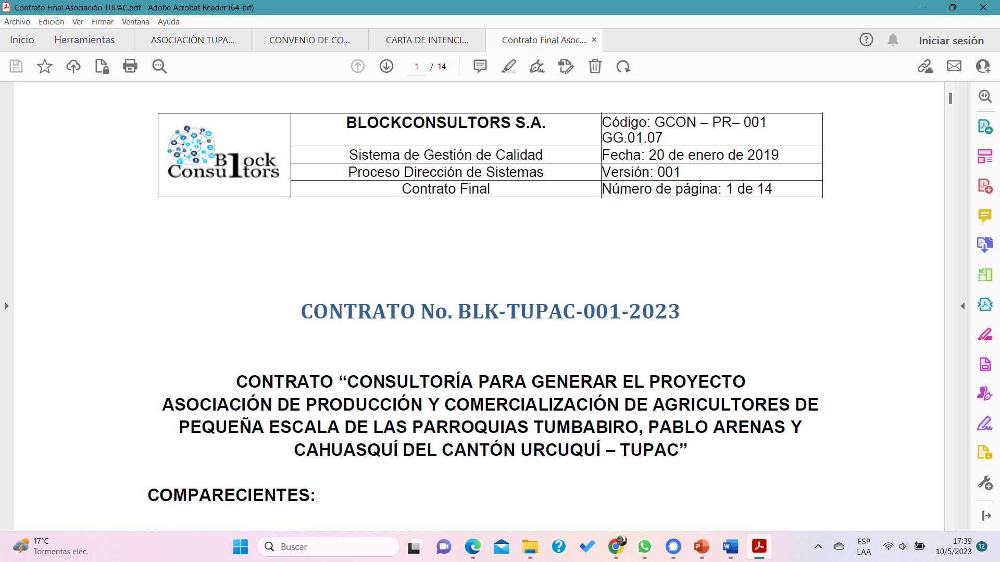 Contrato Final Asociación TUPAC.pdf - Adobe Acrobat Reader (64-bit)
Archivo Edición Ver Firmar Ventana Ayuda
Inicio Herramientas ASOCIACIÒN TUPA... CONVENIO DE CO... CARTA DE INTENCI... Contrato Final Asoc... Iniciar sesión
1 / 14
Block
Consu1tors
BLOCKCONSULTORS S.A.
Código: GCON – PR– 001
GG.01.07
Sistema de Gestión de Calidad
Fecha: 20 de enero de 2019
Proceso Dirección de Sistemas
Versión: 001
Contrato Final
Número de página: 1 de 14
CONTRATO No. BLK-TUPAC-001-2023
CONTRATO “CONSULTORÍA PARA GENERAR EL PROYECTO
ASOCIACIÓN DE PRODUCCIÓN Y COMERCIALIZACIÓN DE AGRICULTORES DE
PEQUEÑA ESCALA DE LAS PARROQUIAS TUMBABIRO, PABLO ARENAS Y
CAHUASQUÍ DEL CANTÓN URCUQUÍ – TUPAC”
COMPARECIENTES:
17°C
Tormentas eléc.
Buscar
ESP
LAA
17:39
10/5/2023
12